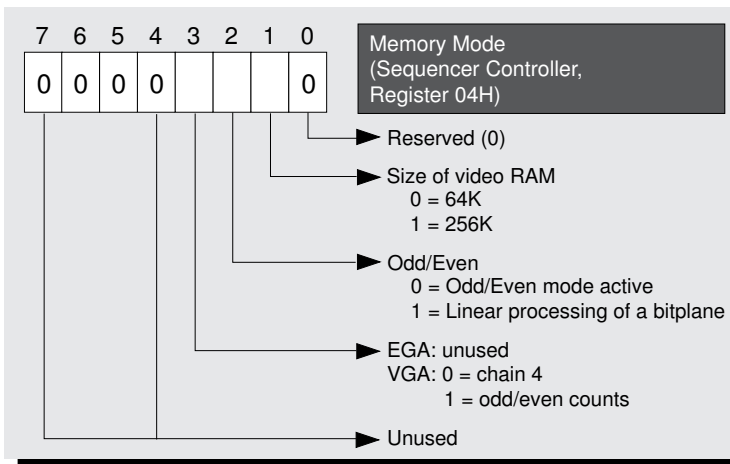 7 6 5 4 3 2 1 0
0 0 0 0 0
Memory Mode
(Sequencer Controller,
Register 04H)
Reserved (0)
Size of video RAM
0 = 64K
1 = 256K
Odd/Even
0 = Odd/Even mode active
1 = Linear processing of a bitplane
EGA: unused
VGA: 0 = chain 4
1 = odd/even counts
Unused